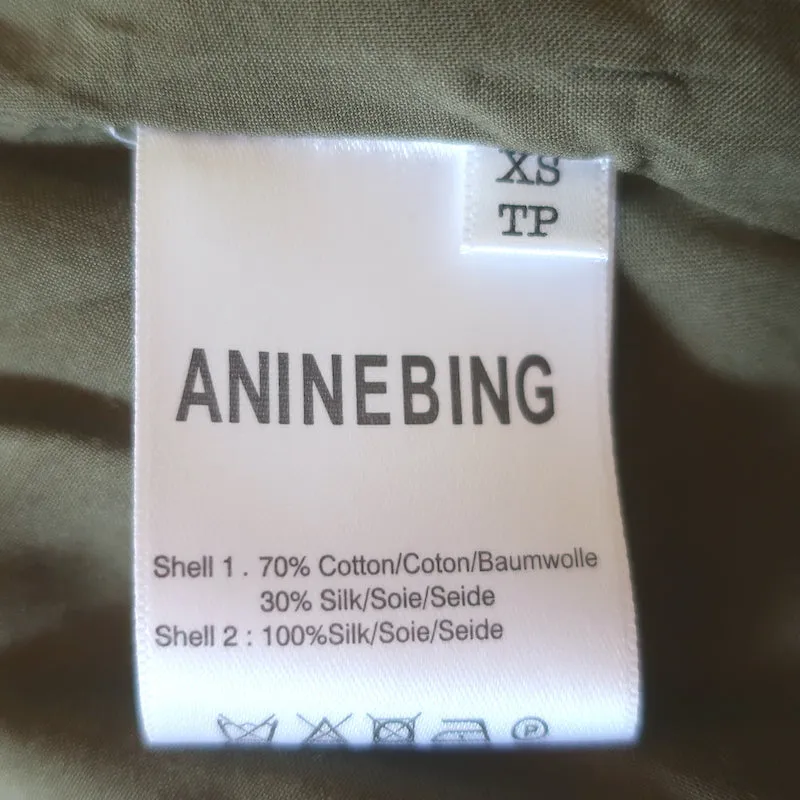 XS
TP
ANINEBING
Shell 1 . 70% Cotton/Coton/Baumwolle
30% Silk/Soie/Seide
Shell 2 : 100%Silk/Soie/Seide
P